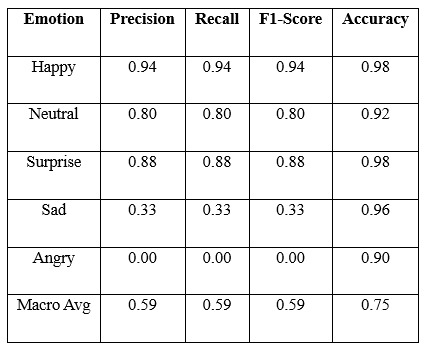 Emotion Precision Recall F1-Score Accuracy
Happy 0.94 0.94 0.94 0.98
Neutral 0.80 0.80 0.80 0.92
Surprise 0.88 0.88 0.88 0.98
Sad 0.33 0.33 0.33 0.96
Angry 0.00 0.00 0.00 0.90
Macro Avg 0.59 0.59 0.59 0.75